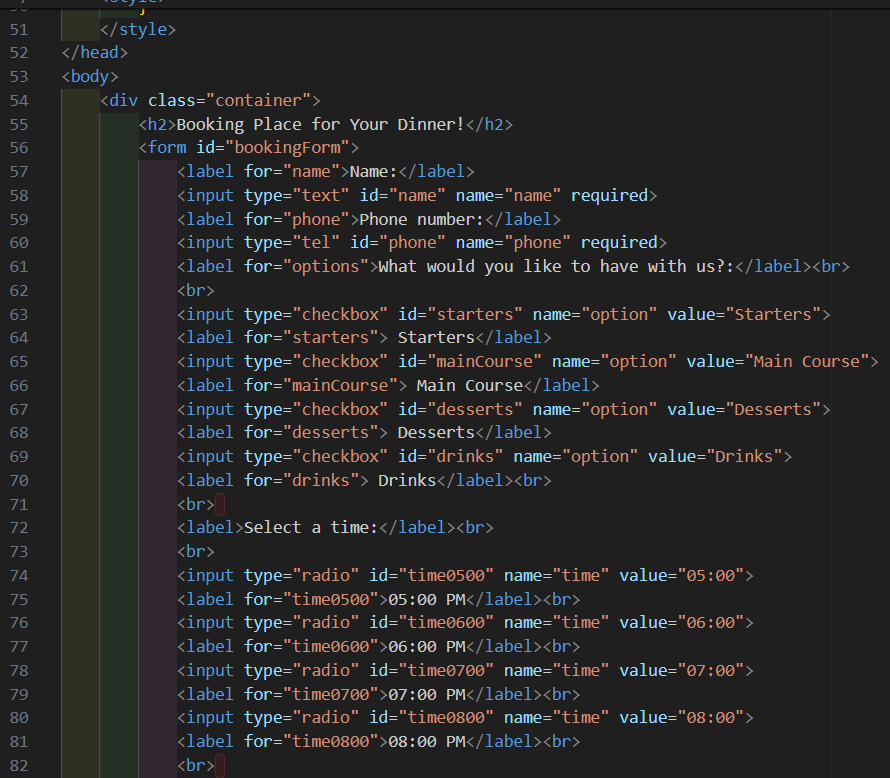 51 </style>
52 </head>
53 <body>
54 <div class="container">
55 <h2>Booking Place for Your Dinner!</h2>
56 <form id="bookingForm">
57 <label for="name">Name:</label>
58 <input type="text" id="name" name="name" required>
59 <label for="phone">Phone number:</label>
60 <input type="tel" id="phone" name="phone" required>
61 <label for="options">What would you like to have with us?:</label><br>
62 <br>
63 <input type="checkbox" id="starters" name="option" value="Starters">
64 <label for="starters"> Starters</label>
65 <input type="checkbox" id="mainCourse" name="option" value="Main Course">
66 <label for="mainCourse"> Main Course</label>
67 <input type="checkbox" id="desserts" name="option" value="Desserts">
68 <label for="desserts"> Desserts</label>
69 <input type="checkbox" id="drinks" name="option" value="Drinks">
70 <label for="drinks"> Drinks</label><br>
71 <br>
72 <label>Select a time:</label><br>
73 <br>
74 <input type="radio" id="time0500" name="time" value="05:00">
75 <label for="time0500">05:00 PM</label><br>
76 <input type="radio" id="time0600" name="time" value="06:00">
77 <label for="time0600">06:00 PM</label><br>
78 <input type="radio" id="time0700" name="time" value="07:00">
79 <label for="time0700">07:00 PM</label><br>
80 <input type="radio" id="time0800" name="time" value="08:00">
81 <label for="time0800">08:00 PM</label><br>
82 <br>